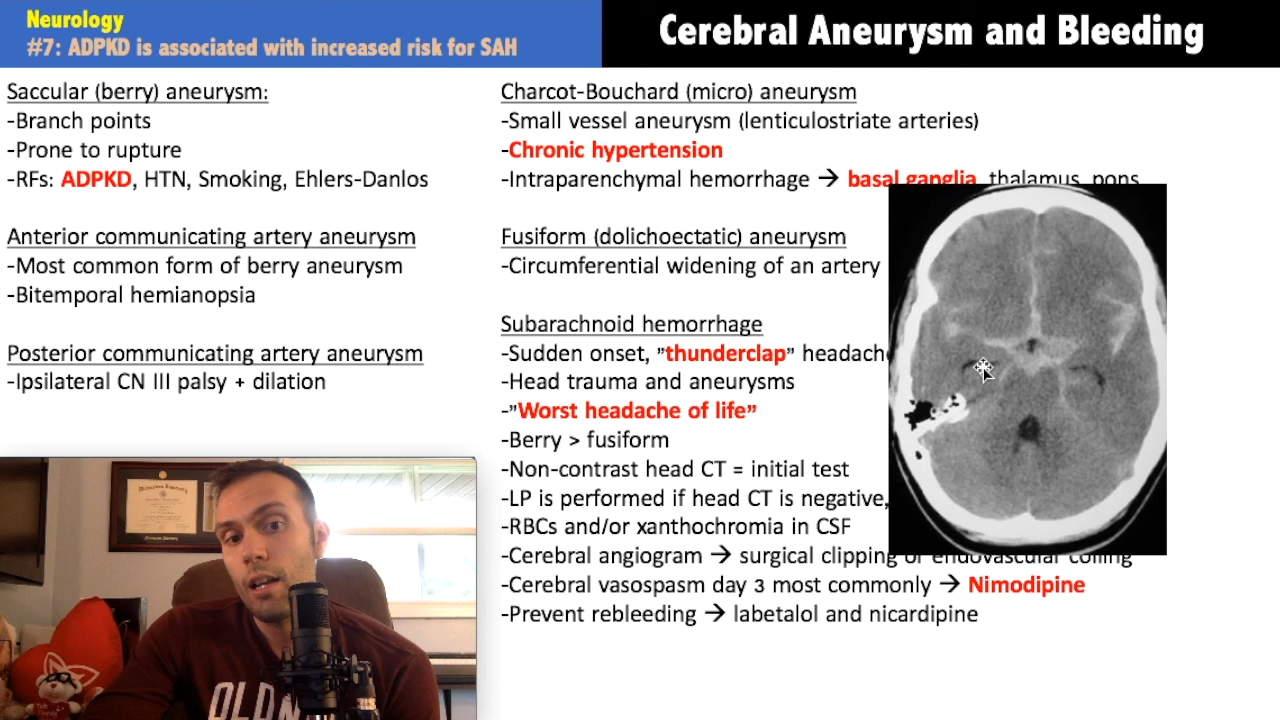 Neurology
#7: ADPKD is associated with increased risk for SAH
Cerebral Aneurysm and Bleeding
Saccular (berry) aneurysm:
-Branch points
-Prone to rupture
-RFs: ADPKD, HTN, Smoking, Ehlers-Danlos
Anterior communicating artery aneurysm
-Most common form of berry aneurysm
-Bitemporal hemianopsia
Posterior communicating artery aneurysm
-Ipsilateral CN III palsy + dilation
Charcot-Bouchard (micro) aneurysm
-Small vessel aneurysm (lenticulostriate arteries)
-Chronic hypertension
-Intraparenchymal hemorrhage → basal ganglia, thalamus, pons
Fusiform (dolichoectatic) aneurysm
-Circumferential widening of an artery
Subarachnoid hemorrhage
-Sudden onset, ”thunderclap” headach
-Head trauma and aneurysms
-”Worst headache of life”
-Berry > fusiform
-Non-contrast head CT = initial test
-LP is performed if head CT is negative,
-RBCs and/or xanthochromia in CSF
-Cerebral angiogram → surgical clipping or endovascular coiling
-Cerebral vasospasm day 3 most commonly → Nimodipine
-Prevent rebleeding → labetalol and nicardipine
OLD N